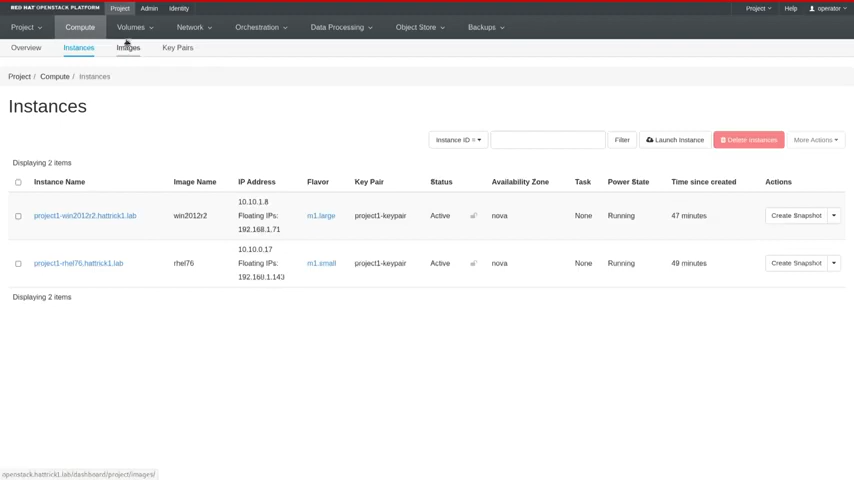 RED HAT OPENSTACK PLATFORM Project Admin Identity Project Help operator
Project Compute Volumes Network Orchestration Data Processing Object Store Backups
Overview Instances Images Key Pairs
Project / Compute / Instances
Instances
Instance ID = Filter Launch Instance Delete Instances More Actions
Displaying 2 items
Instance Name Image Name IP Address Flavor Key Pair Status Availability Zone Task Power State Time since created Actions
10.10.1.8
project1-win2012r2.hattrick1.lab win2012r2 Floating IPs: m1.large project1-keypair Active nova None Running 47 minutes Create Snapshot
192.168.1.71
10.10.0.17
project1-rhel76.hattrick1.lab rhel76 Floating IPs: m1.small project1-keypair Active nova None Running 49 minutes Create Snapshot
192.168.1.143
Displaying 2 items
openstack.hattrick1.lab/dashboard/project/images/